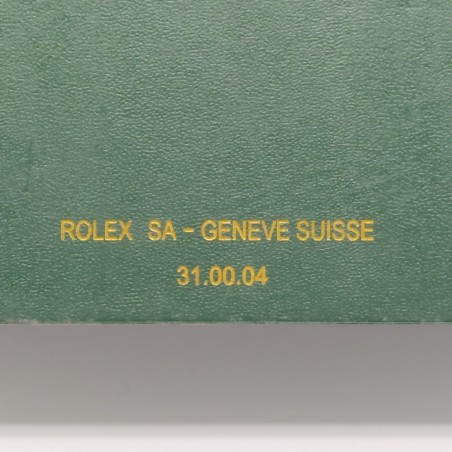 ROLEX SA - GENEVE SUISSE
31.00.04